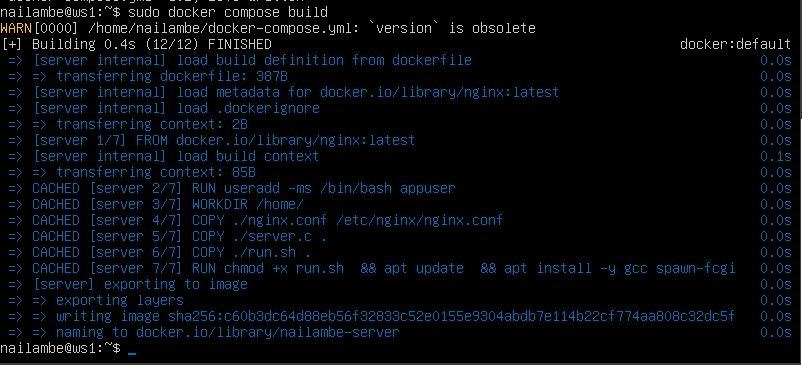 nailambe@ws1:~$ sudo docker compose build
WARN[0000] /home/nailambe/docker-compose.yml: `version` is obsolete
[+] Building 0.4s (12/12) FINISHED docker:default
=> [server internal] load build definition from dockerfile 0.0s
=> => transferring dockerfile: 387B 0.0s
=> [server internal] load metadata for docker.io/library/nginx:latest 0.0s
=> [server internal] load .dockerignore 0.0s
=> => transferring context: 2B 0.0s
=> [server 1/7] FROM docker.io/library/nginx:latest 0.0s
=> [server internal] load build context 0.1s
=> => transferring context: 85B 0.0s
=> CACHED [server 2/7] RUN useradd -ms /bin/bash appuser 0.0s
=> CACHED [server 3/7] WORKDIR /home/ 0.0s
=> CACHED [server 4/7] COPY ./nginx.conf /etc/nginx/nginx.conf 0.0s
=> CACHED [server 5/7] COPY ./server.c . 0.0s
=> CACHED [server 6/7] COPY ./run.sh . 0.0s
=> CACHED [server 7/7] RUN chmod +x run.sh && apt update && apt install -y gcc spawn-fcgi 0.0s
=> [server] exporting to image 0.0s
=> => exporting layers 0.0s
=> => writing image sha256:c60b3dc64d88eb56f32833c52e0155e9304abdb7e114b22cf774aa808c32dc5f 0.0s
=> => naming to docker.io/library/nailambe-server 0.0s
nailambe@ws1:~$ _